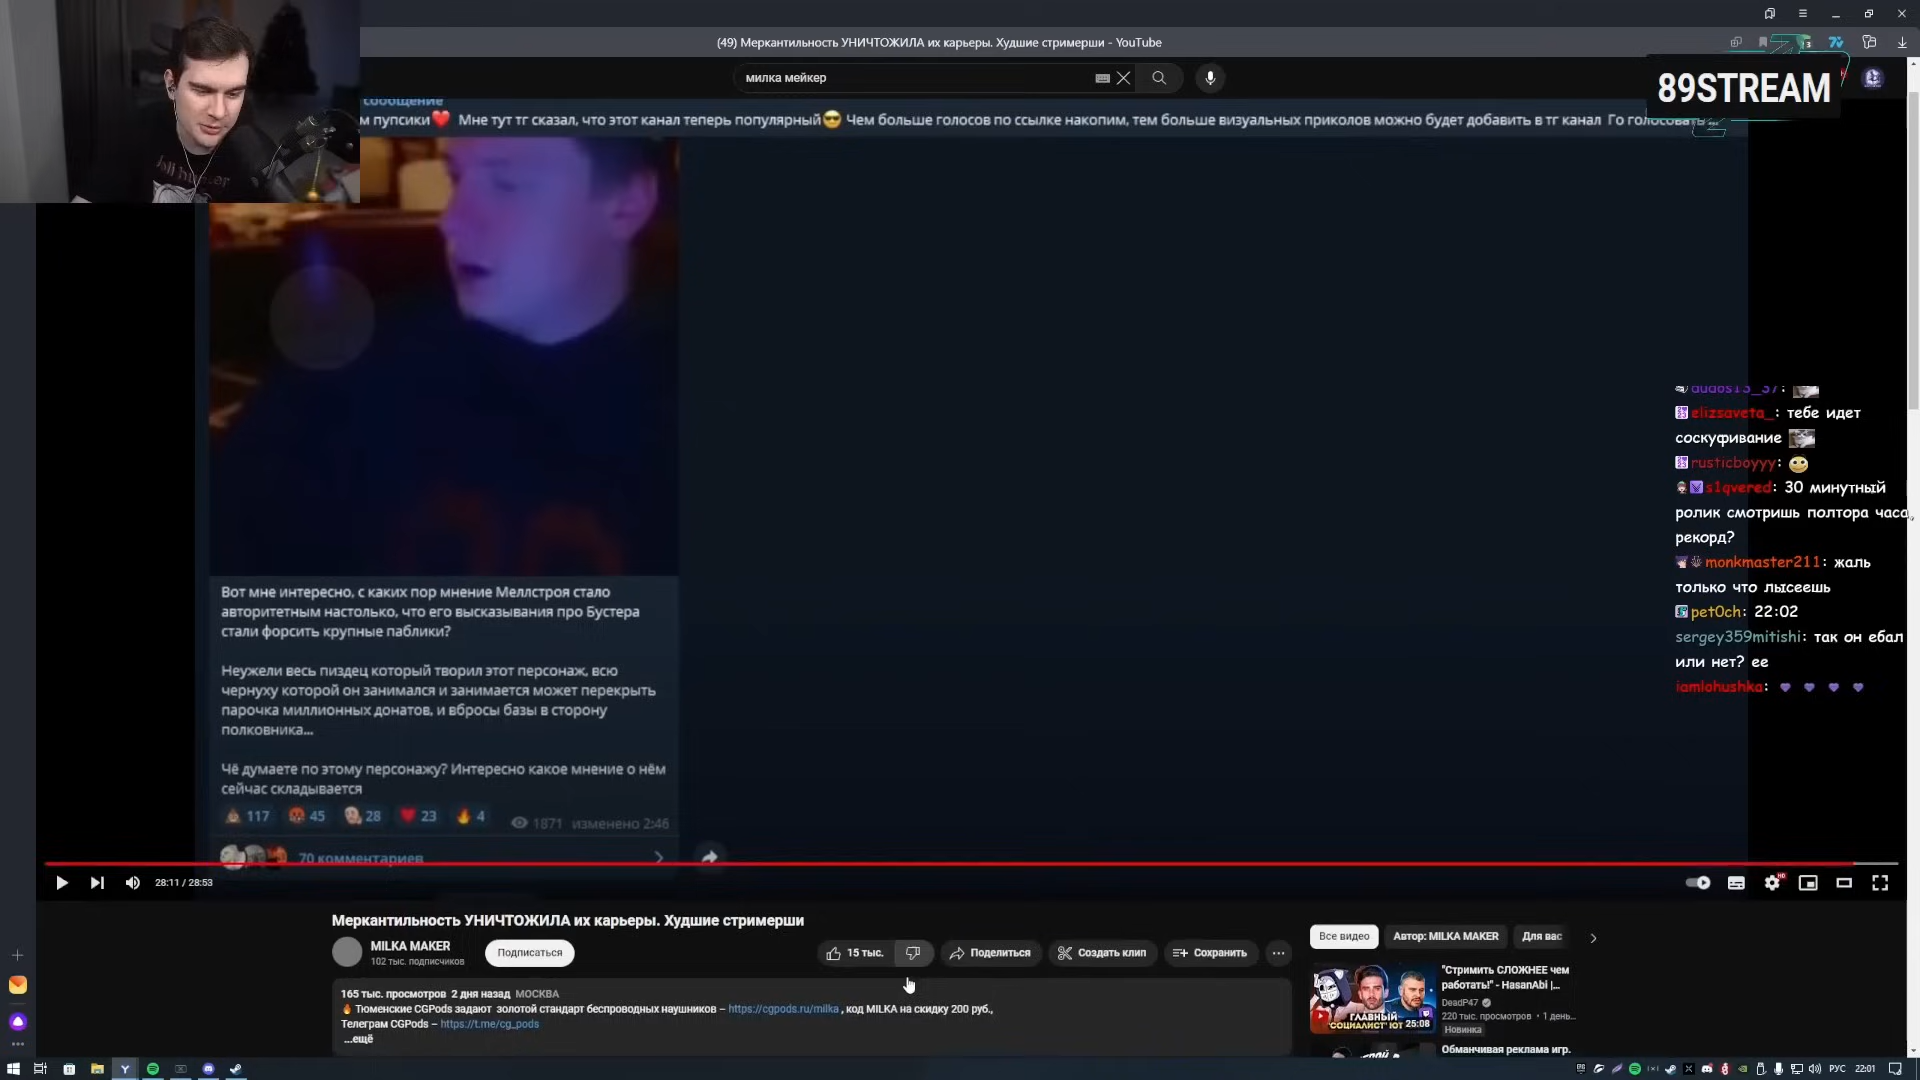 (49) Меркантильность УНИЧТОЖИЛА их карьеры. Худшие стримерши - YouTube
милка мейкер
89STREAM
сообщение
м пупсики❤️ Мне тут тг сказал, что этот канал теперь популярный😎 Чем больше голосов по ссылке накопим, тем больше визуальных приколов можно будет добавить в тг канал Го голосовать
dudos13_37:
elizsaveta_: тебе идет
соскуфивание
rusticboyyy:
s1qvered: 30 минутный
ролик смотришь полтора часа,
рекорд?
monkmaster211: жаль
только что лысеешь
pet0ch: 22:02
sergey359mitishi: так он ебал
или нет? ее
iamlohushka: 💜 💜 💜 💜
Вот мне интересно, с каких пор мнение Меллстроя стало
авторитетным настолько, что его высказывания про Бустера
стали форсить крупные паблики?
Неужели весь пиздец который творил этот персонаж, всю
чернуху которой он занимался и занимается может перекрыть
парочка миллионных донатов, и вбросы базы в сторону
полковника...
Чё думаете по этому персонажу? Интересно какое мнение о нём
сейчас складывается
💩 117 🤬 45 28 ❤️ 23 🔥 4 1871 изменено 2:46
70 комментариев
28:11 / 28:53
Меркантильность УНИЧТОЖИЛА их карьеры. Худшие стримерши
MILKA MAKER
102 тыс. подписчиков
Подписаться
15 тыс.
Поделиться
Создать клип
Сохранить
165 тыс. просмотров 2 дня назад МОСКВА
🔥 Тюменские CGPods задают золотой стандарт беспроводных наушников – https://cgpods.ru/milka , код MILKA на скидку 200 руб.,
Телеграм CGPods – https://t.me/cg_pods
...ещё
Все видео
Автор: MILKA MAKER
Для вас
"Стримить СЛОЖНЕЕ чем
работать!" - HasanAbi |...
DeadP47
220 тыс. просмотров • 1 день...
Новинка
ГЛАВНЫЙ
"СОЦИАЛИСТ" ЮТ
25:08
Обманчивая реклама игр.
РУС
22:01